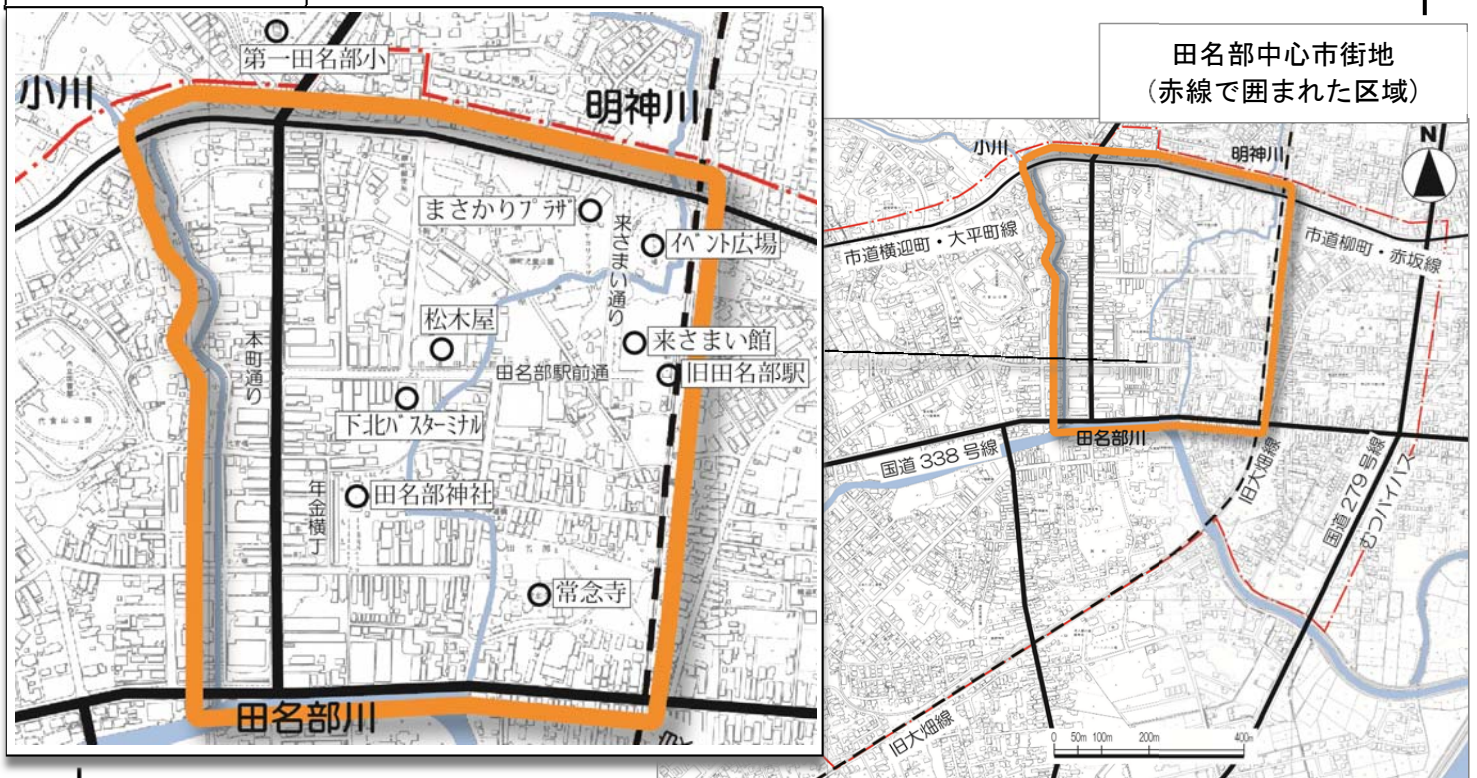 田名部中心市街地
(赤線で囲まれた区域)
第一田名部小
小川
明神川
まさかりプラザ
来さまい通り
イベント広場
松木屋
来さまい館
本町通り
田名部駅前通
旧田名部駅
下北バスターミナル
年金横丁
田名部神社
常念寺
田名部川
N
小川
明神川
市道横迎町・大平町線
市道柳町・赤坂線
代官山公園
田名部川
国道338号線
旧大畑線
国道279号線
むつバイパス
旧大畑線
0 50m 100m 200m 400m